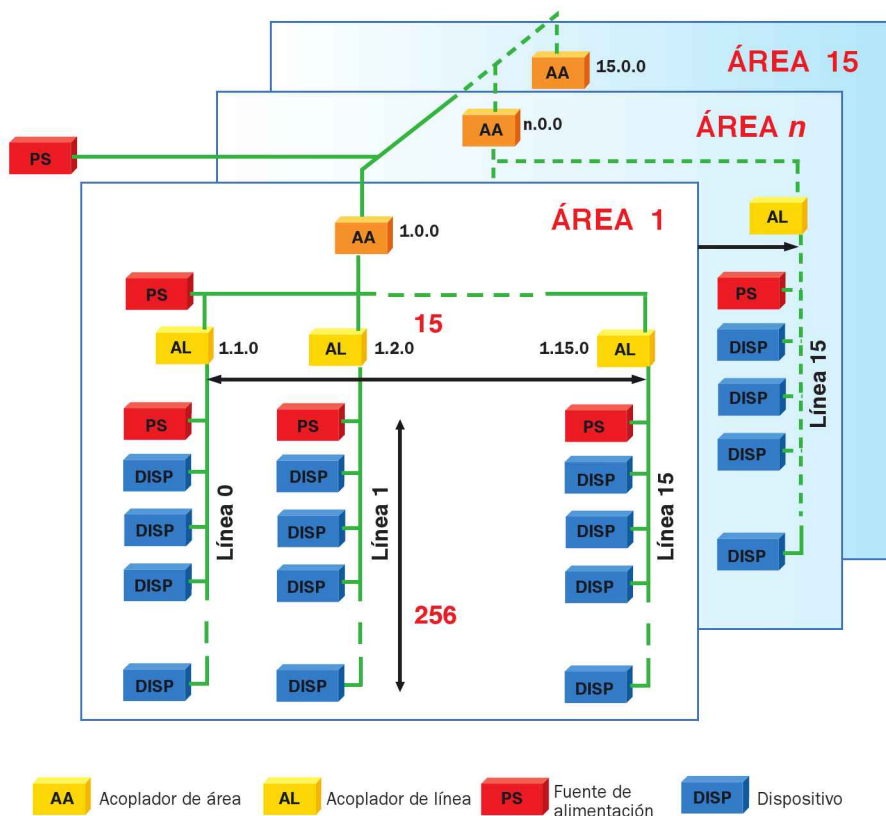 ÁREA 15
AA 15.0.0
ÁREA n
AA n.0.0
PS
AL
ÁREA 1
AA 1.0.0
PS
PS
15
AL 1.1.0
AL 1.2.0
1.15.0 AL
DISP
DISP
DISP
DISP
Línea 15
PS
DISP
DISP
DISP
DISP
Línea 0
PS
DISP
DISP
DISP
DISP
Línea 1
256
PS
DISP
DISP
DISP
DISP
Línea 15
AA Acoplador de área
AL Acoplador de línea
PS Fuente de
alimentación
DISP Dispositivo